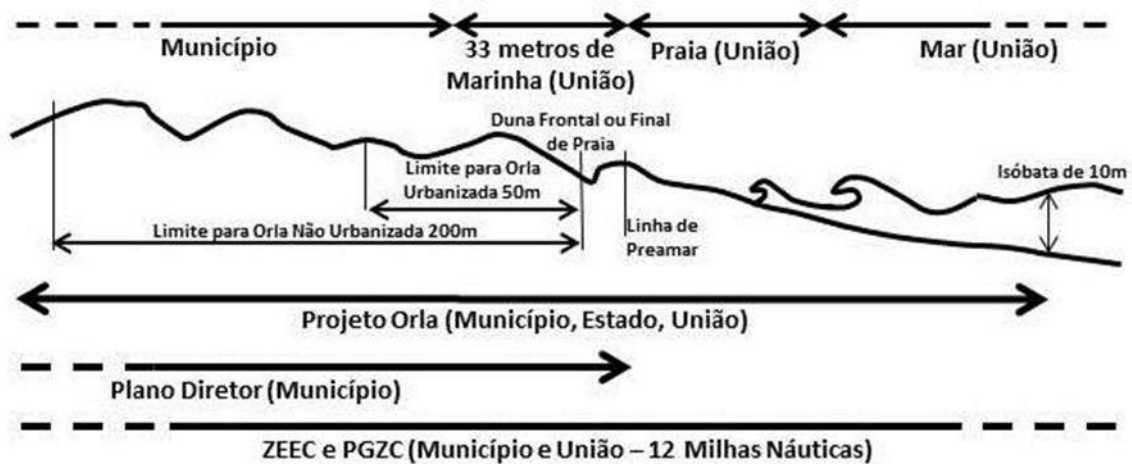 Município
33 metros de
Marinha (União)
Praia (União)
Mar (União)
Duna Frontal ou Final
de Praia
Limite para Orla
Urbanizada 50m
Isóbata de 10m
Limite para Orla Não Urbanizada 200m
Linha de
Preamar
Projeto Orla (Município, Estado, União)
Plano Diretor (Município)
ZEEC e PGZC (Município e União – 12 Milhas Náuticas)